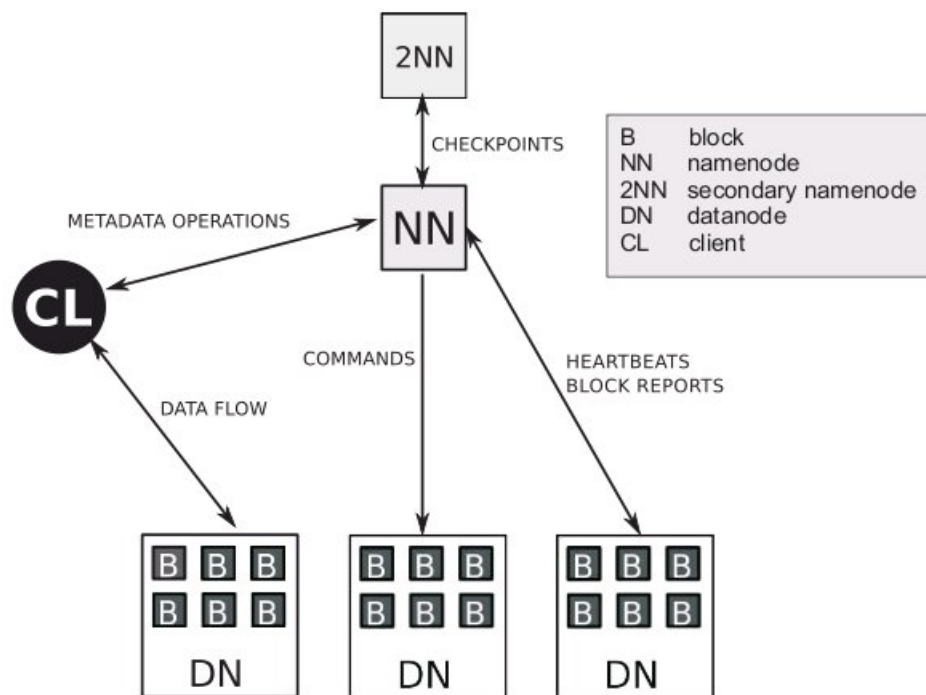 2NN
CHECKPOINTS
B block
NN namenode
2NN secondary namenode
DN datanode
CL client
METADATA OPERATIONS
NN
CL
COMMANDS
HEARTBEATS
BLOCK REPORTS
DATA FLOW
B B B
B B B
DN
B B B
B B B
DN
B B B
B B B
DN